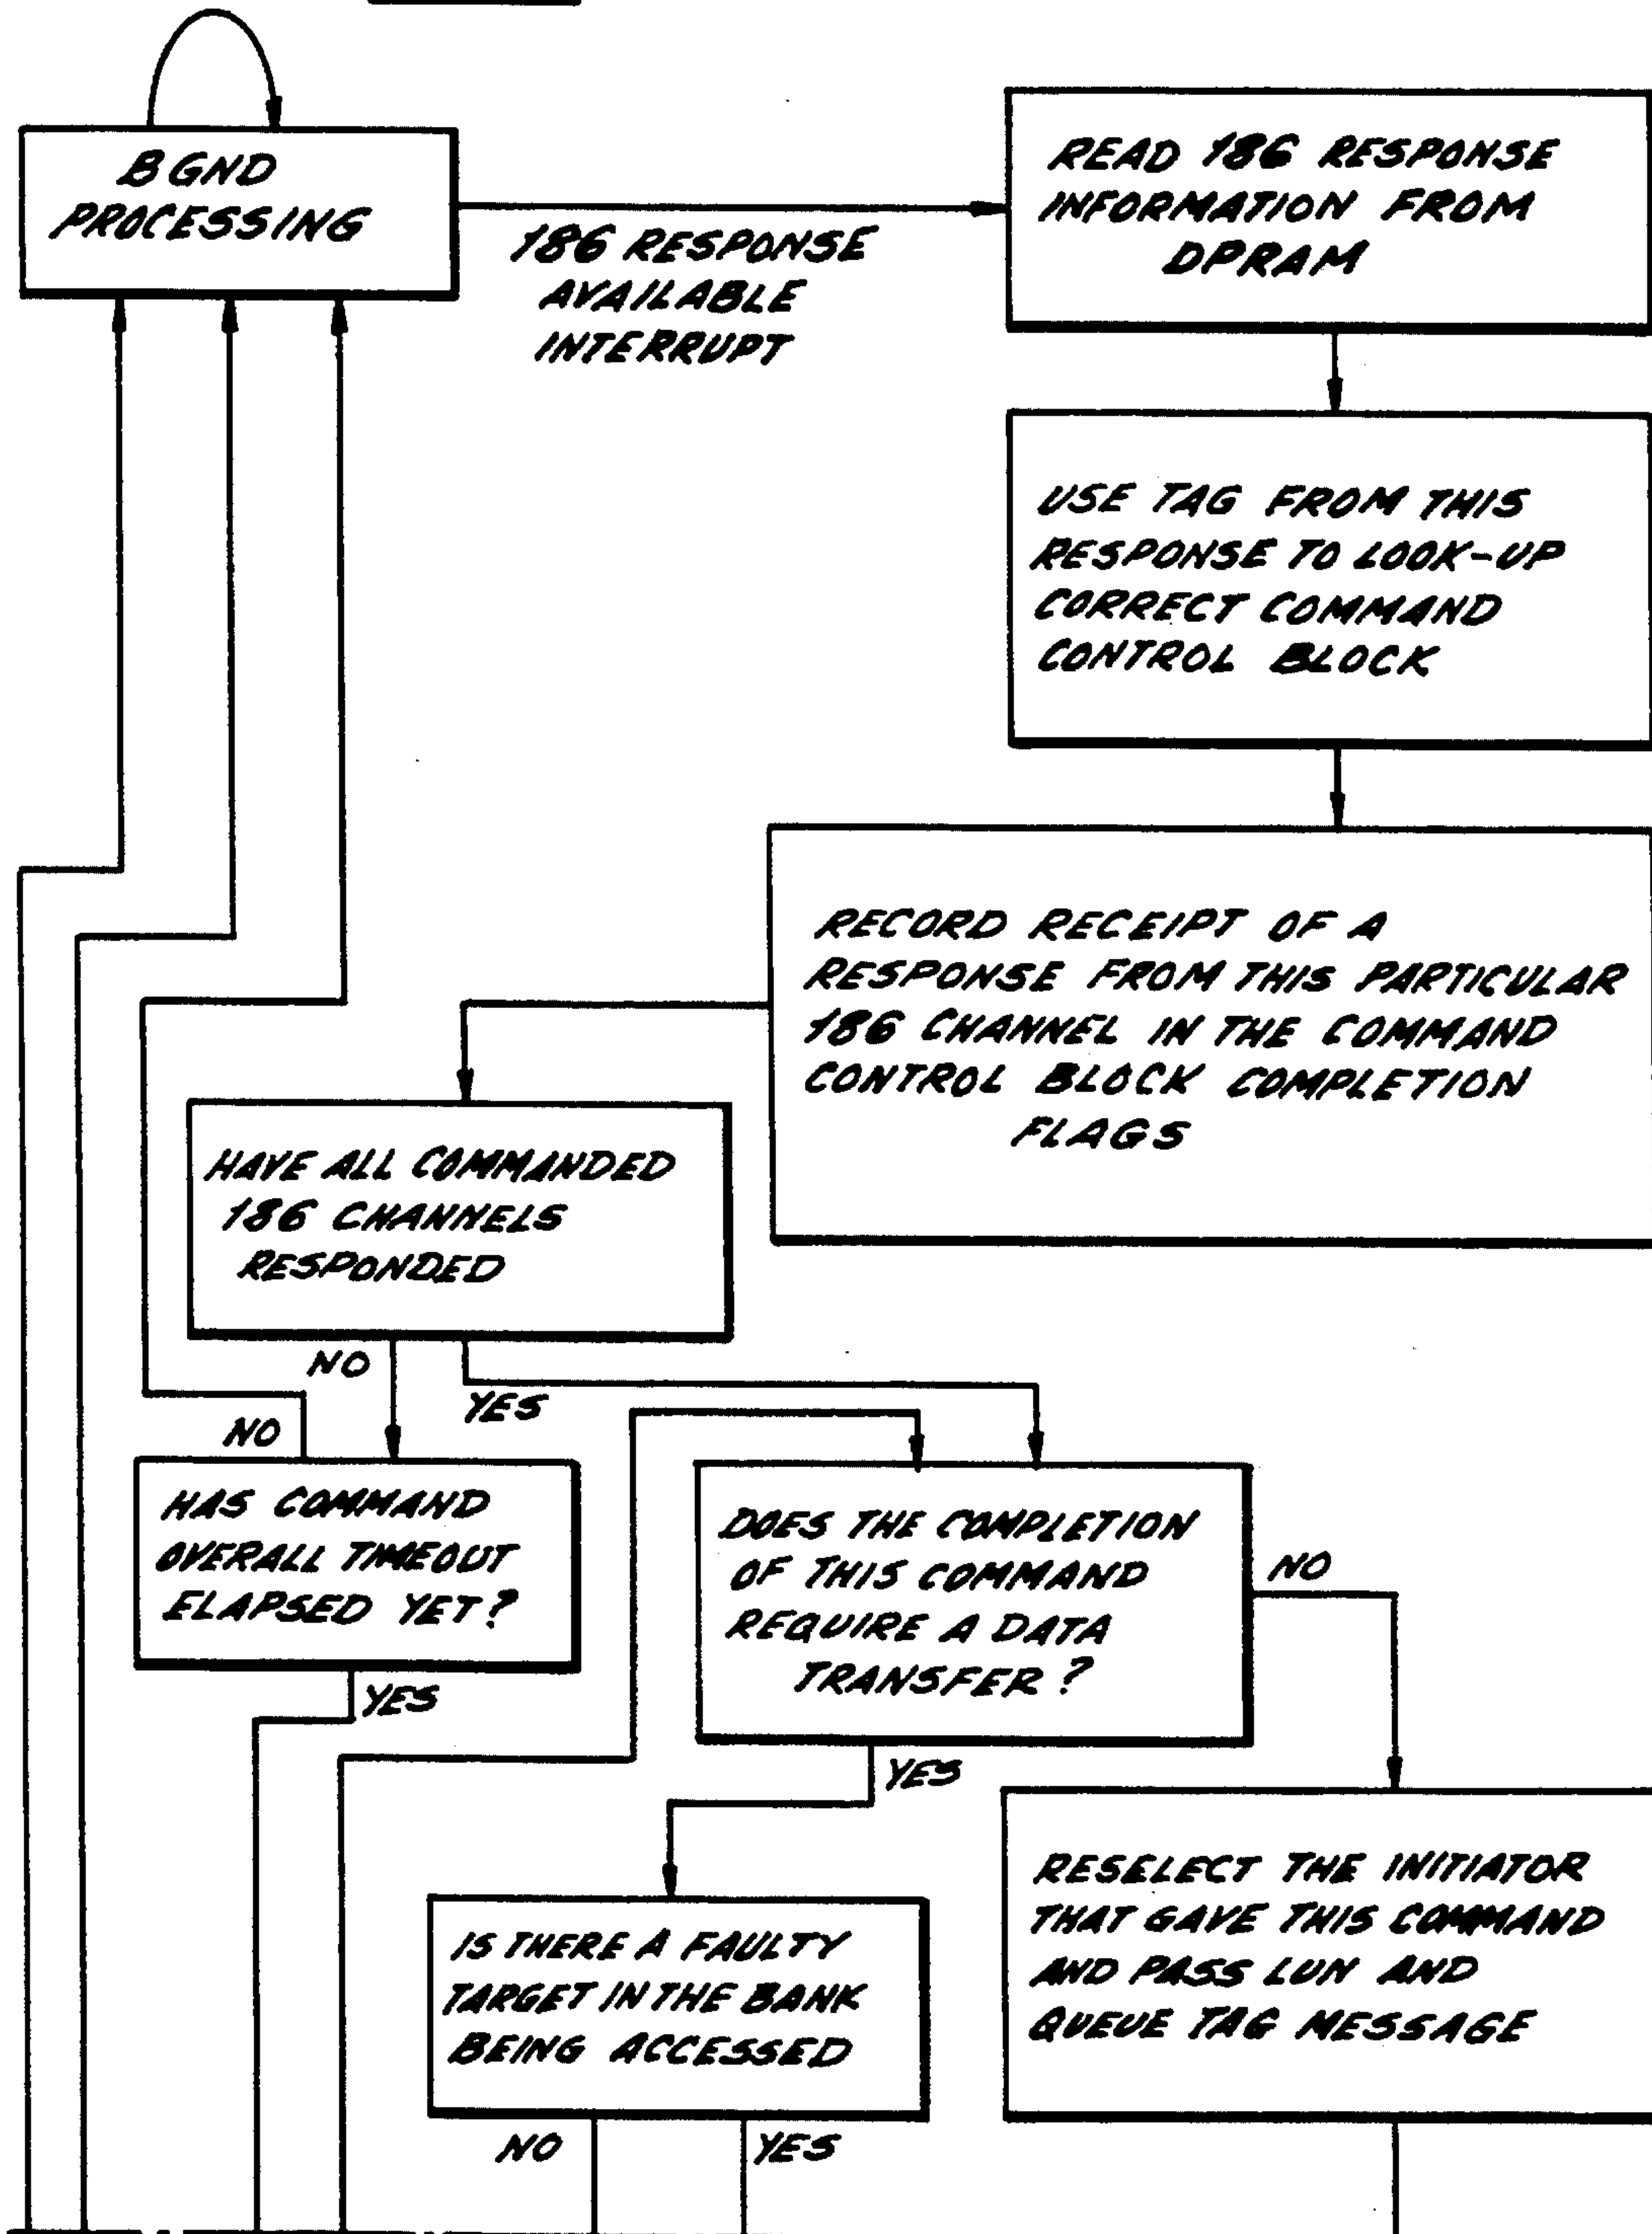 BGND
PROCESSING
186 RESPONSE
AVAILABLE
INTERRUPT
READ 186 RESPONSE
INFORMATION FROM
DPRAM
USE TAG FROM THIS
RESPONSE TO LOOK-UP
CORRECT COMMAND
CONTROL BLOCK
RECORD RECEIPT OF A
RESPONSE FROM THIS PARTICULAR
186 CHANNEL IN THE COMMAND
CONTROL BLOCK COMPLETION
FLAGS
HAVE ALL COMMANDED
186 CHANNELS
RESPONDED
NO
YES
NO
HAS COMMAND
OVERALL TIMEOUT
ELAPSED YET?
YES
DOES THE COMPLETION
OF THIS COMMAND
REQUIRE A DATA
TRANSFER?
NO
YES
RESELECT THE INITIATOR
THAT GAVE THIS COMMAND
AND PASS LUN AND
QUEUE TAG MESSAGE
IS THERE A FAULTY
TARGET IN THE BANK
BEING ACCESSED
NO
YES